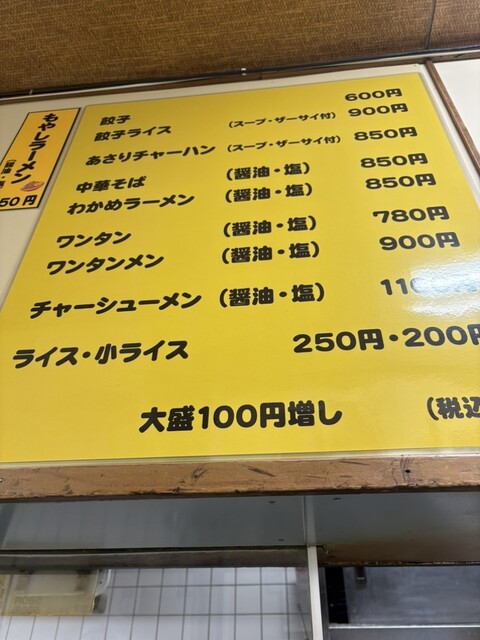 餃子 600円
餃子ライス (スープ・ザーサイ付) 900円
あさりチャーハン (スープ・ザーサイ付) 850円
中華そば (醤油・塩) 850円
わかめラーメン (醤油・塩) 850円
ワンタン (醤油・塩) 780円
ワンタンメン (醤油・塩) 900円
チャーシューメン (醤油・塩) 110
ライス・小ライス 250円・200円
大盛100円増し (税込
もやしラーメン
(醤油・塩
50円